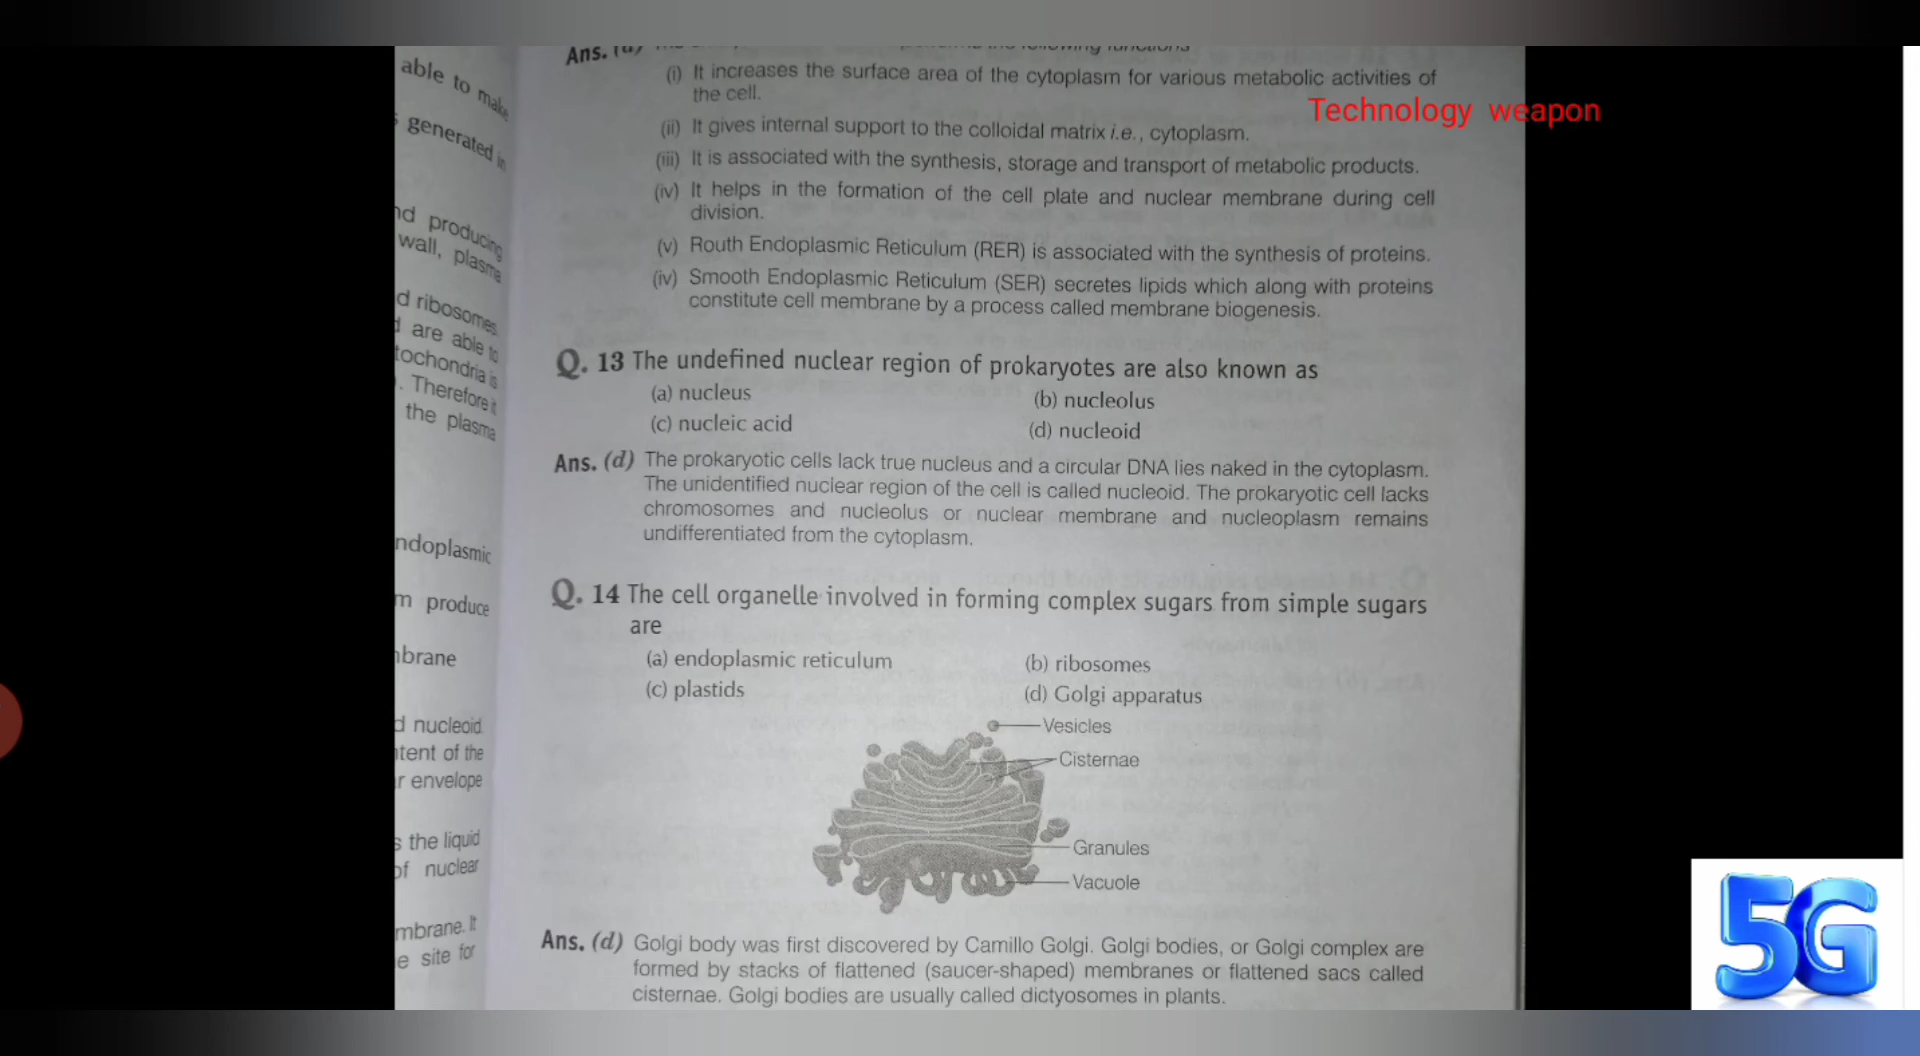 able to make
generated in
nd producing
wall, plasma
d ribosomes
d are able to
tochondria is
). Therefore it
the plasma
ndoplasmic
m produce
nbrane
d nucleoid.
ntent of the
r envelope
s the liquid
of nuclear
mbrane. It
e site for
Ans. (d) following functions
(i) It increases the surface area of the cytoplasm for various metabolic activities of
the cell.
Technology weapon
(ii) It gives internal support to the colloidal matrix i.e., cytoplasm.
(iii) It is associated with the synthesis, storage and transport of metabolic products.
(iv) It helps in the formation of the cell plate and nuclear membrane during cell
division.
(v) Routh Endoplasmic Reticulum (RER) is associated with the synthesis of proteins.
(iv) Smooth Endoplasmic Reticulum (SER) secretes lipids which along with proteins
constitute cell membrane by a process called membrane biogenesis.
Q. 13 The undefined nuclear region of prokaryotes are also known as
(a) nucleus (b) nucleolus
(c) nucleic acid (d) nucleoid
Ans. (d) The prokaryotic cells lack true nucleus and a circular DNA lies naked in the cytoplasm.
The unidentified nuclear region of the cell is called nucleoid. The prokaryotic cell lacks
chromosomes and nucleolus or nuclear membrane and nucleoplasm remains
undifferentiated from the cytoplasm.
Q. 14 The cell organelle involved in forming complex sugars from simple sugars
are
(a) endoplasmic reticulum (b) ribosomes
(c) plastids (d) Golgi apparatus
Vesicles
Cisternae
Granules
Vacuole
Ans. (d) Golgi body was first discovered by Camillo Golgi. Golgi bodies, or Golgi complex are
formed by stacks of flattened (saucer-shaped) membranes or flattened sacs called
cisternae. Golgi bodies are usually called dictyosomes in plants.
5G